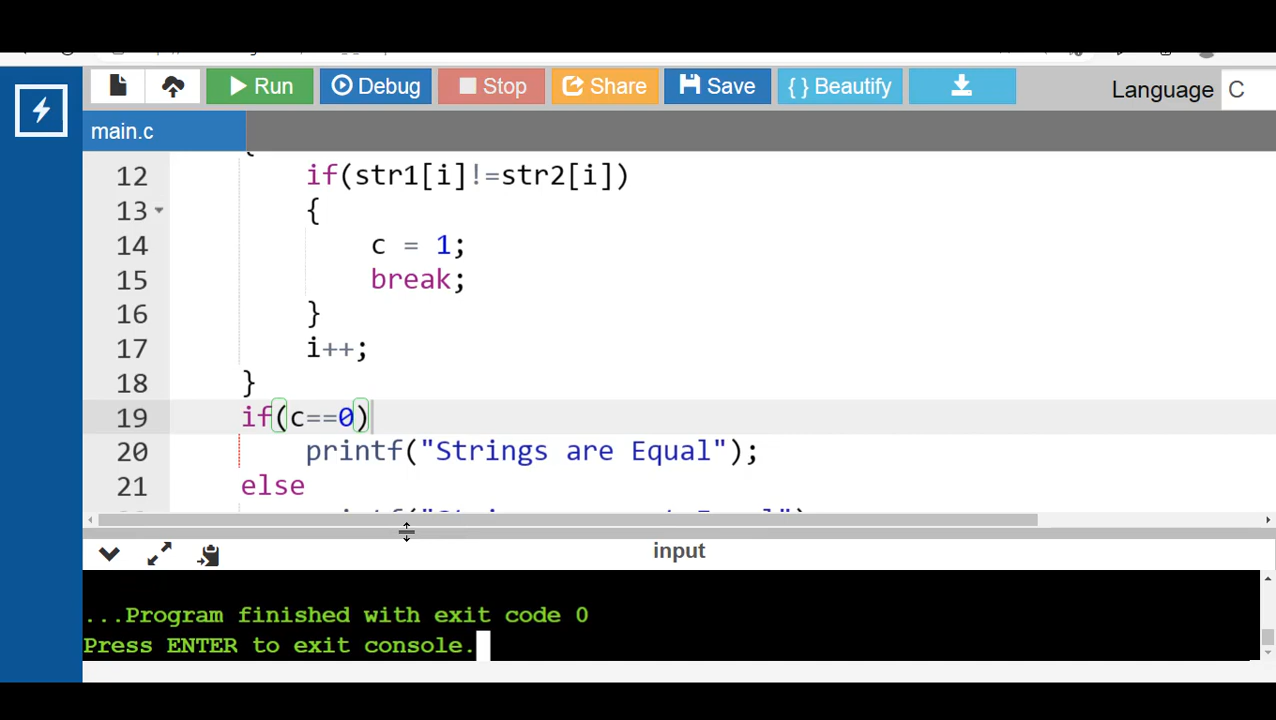 Run Debug Stop Share Save { } Beautify Language C
main.c
{
12 if(str1[i]!=str2[i])
13 {
14 c = 1;
15 break;
16 }
17 i++;
18 }
19 if(c==0)
20 printf("Strings are Equal");
21 else
input
...Program finished with exit code 0
Press ENTER to exit console.